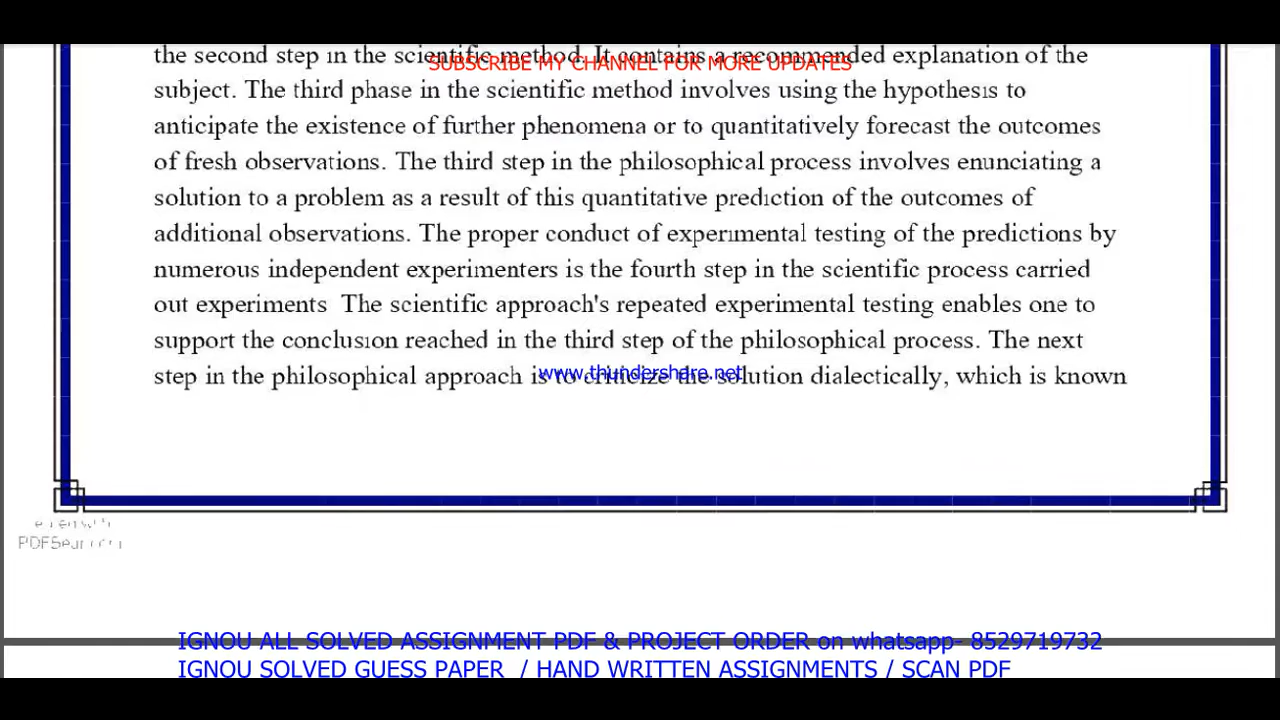 the second step in the scientific method. It contains a recommended explanation of the
SUBSCRIBE MY CHANNEL FOR MORE UPDATES
subject. The third phase in the scientific method involves using the hypothesis to
anticipate the existence of further phenomena or to quantitatively forecast the outcomes
of fresh observations. The third step in the philosophical process involves enunciating a
solution to a problem as a result of this quantitative prediction of the outcomes of
additional observations. The proper conduct of experimental testing of the predictions by
numerous independent experimenters is the fourth step in the scientific process carried
out experiments The scientific approach's repeated experimental testing enables one to
support the conclusion reached in the third step of the philosophical process. The next
step in the philosophical approach is to criticize the solution dialectically, which is known
www.thundershare.net
IGNOU ALL SOLVED ASSIGNMENT PDF & PROJECT ORDER on whatsapp- 8529719732
IGNOU SOLVED GUESS PAPER / HAND WRITTEN ASSIGNMENTS / SCAN PDF